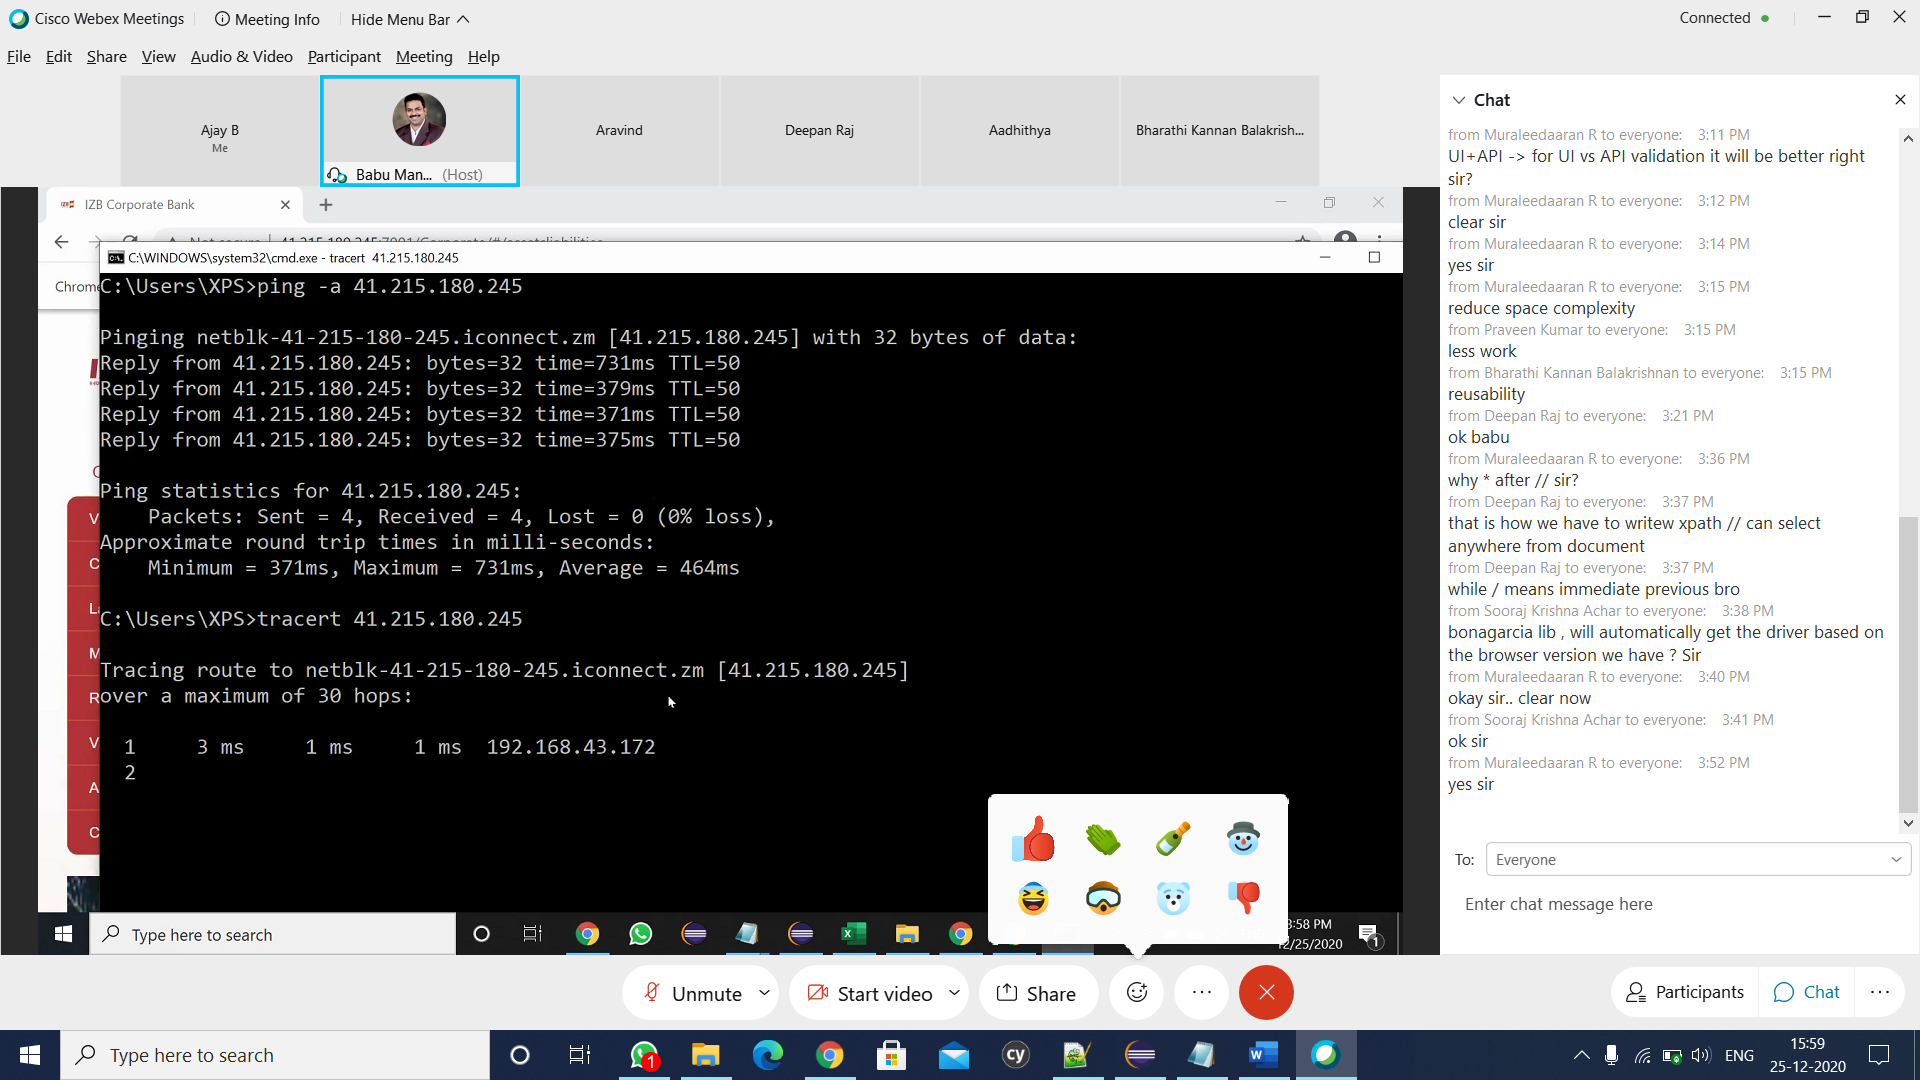 Cisco Webex Meetings
Meeting Info
Hide Menu Bar
Connected
File Edit Share View Audio & Video Participant Meeting Help
Ajay B
Me
Babu Man... (Host)
Aravind
Deepan Raj
Aadhithya
Bharathi Kannan Balakrish...
IZB Corporate Bank
Chrome
C:\WINDOWS\system32\cmd.exe - tracert 41.215.180.245
C:\Users\XPS>ping -a 41.215.180.245
Pinging netblk-41-215-180-245.iconnect.zm [41.215.180.245] with 32 bytes of data:
Reply from 41.215.180.245: bytes=32 time=731ms TTL=50
Reply from 41.215.180.245: bytes=32 time=379ms TTL=50
Reply from 41.215.180.245: bytes=32 time=371ms TTL=50
Reply from 41.215.180.245: bytes=32 time=375ms TTL=50
Ping statistics for 41.215.180.245:
Packets: Sent = 4, Received = 4, Lost = 0 (0% loss),
Approximate round trip times in milli-seconds:
Minimum = 371ms, Maximum = 731ms, Average = 464ms
C:\Users\XPS>tracert 41.215.180.245
Tracing route to netblk-41-215-180-245.iconnect.zm [41.215.180.245]
over a maximum of 30 hops:
1 3 ms 1 ms 1 ms 192.168.43.172
2
V
C
La
M
R
V
A
C
Type here to search
3:58 PM
12/25/2020
1
Chat
from Muraleedaaran R to everyone: 3:11 PM
UI+API -> for UI vs API validation it will be better right
sir?
from Muraleedaaran R to everyone: 3:12 PM
clear sir
from Muraleedaaran R to everyone: 3:14 PM
yes sir
from Muraleedaaran R to everyone: 3:15 PM
reduce space complexity
from Praveen Kumar to everyone: 3:15 PM
less work
from Bharathi Kannan Balakrishnan to everyone: 3:15 PM
reusability
from Deepan Raj to everyone: 3:21 PM
ok babu
from Muraleedaaran R to everyone: 3:36 PM
why * after // sir?
from Deepan Raj to everyone: 3:37 PM
that is how we have to writew xpath // can select
anywhere from document
from Deepan Raj to everyone: 3:37 PM
while / means immediate previous bro
from Sooraj Krishna Achar to everyone: 3:38 PM
bonagarcia lib , will automatically get the driver based on
the browser version we have ? Sir
from Muraleedaaran R to everyone: 3:40 PM
okay sir.. clear now
from Sooraj Krishna Achar to everyone: 3:41 PM
ok sir
from Muraleedaaran R to everyone: 3:52 PM
yes sir
To: Everyone
Enter chat message here
Unmute
Start video
Share
Participants
Chat
Type here to search
1
cy
ENG
15:59
25-12-2020